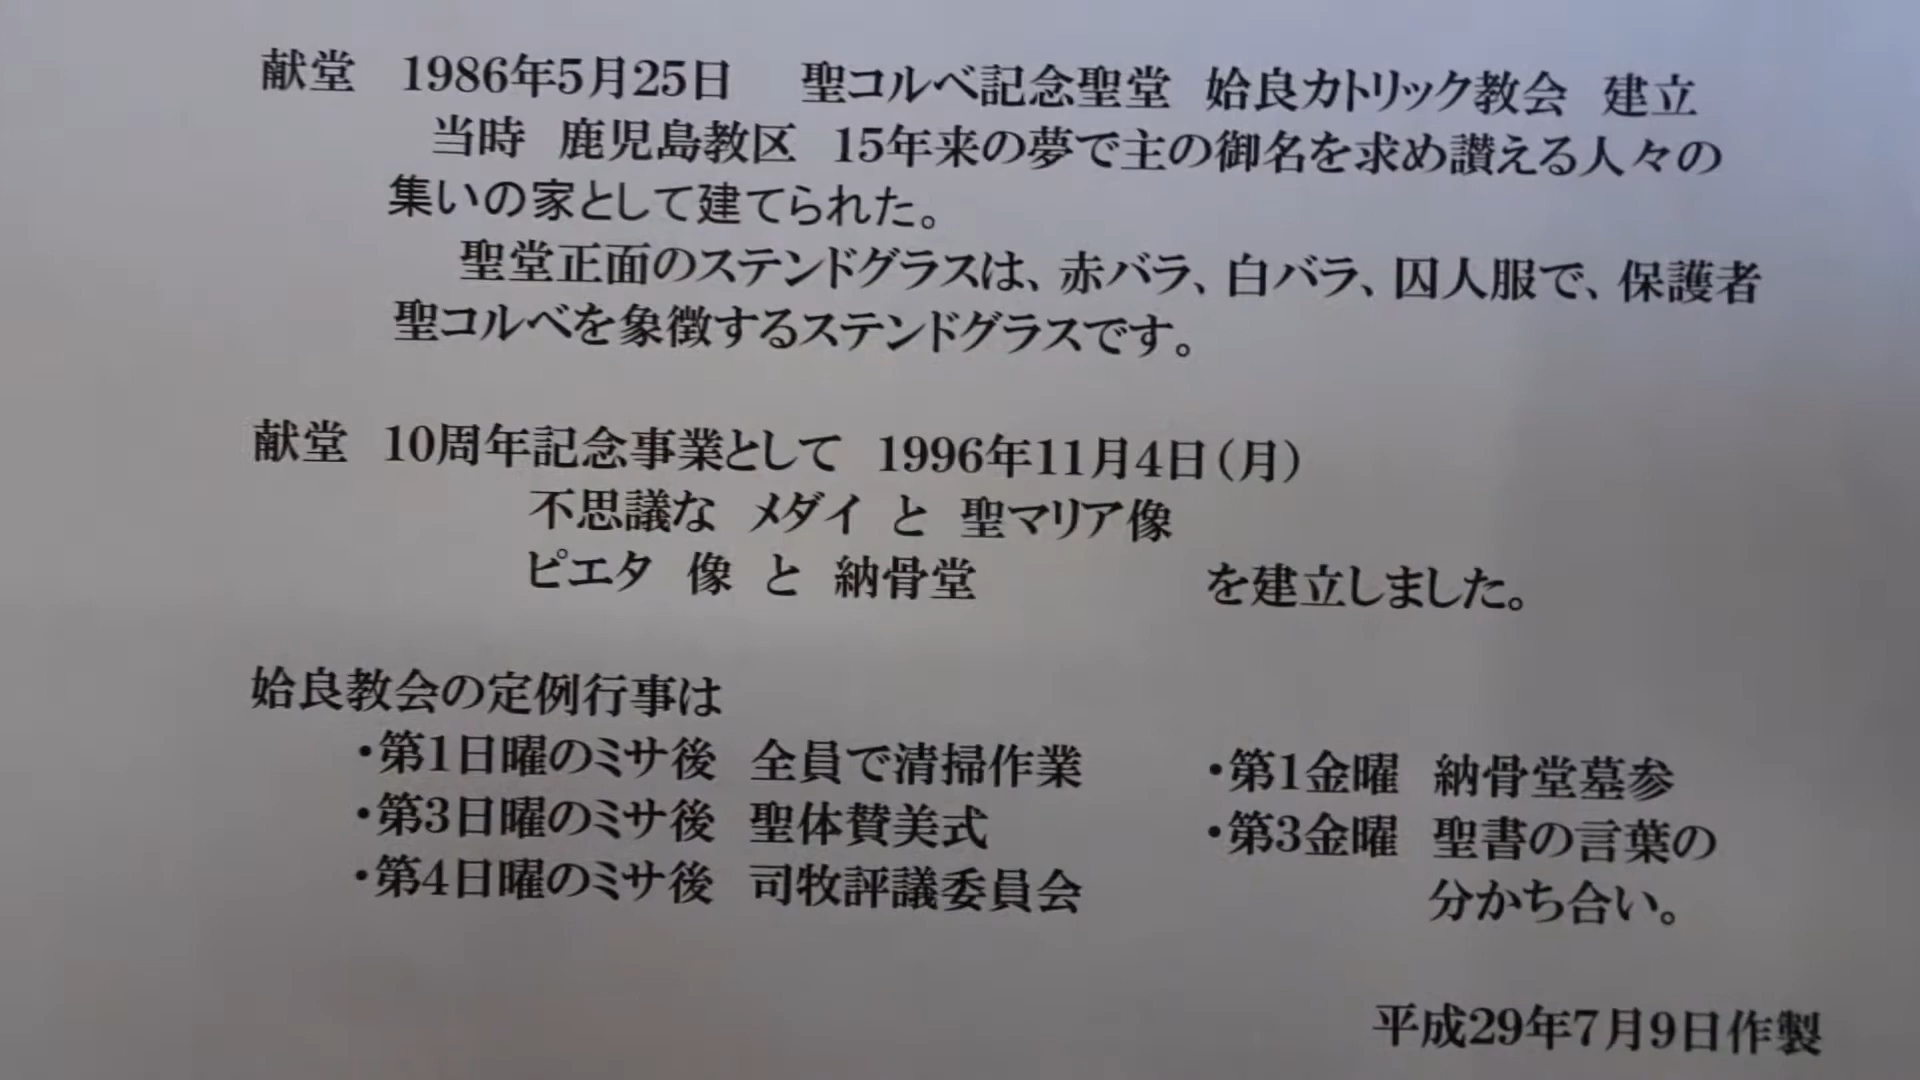 献堂　1986年5月25日　聖コルベ記念聖堂　姶良カトリック教会　建立
当時　鹿児島教区　15年来の夢で主の御名を求め讃える人々の
集いの家として建てられた。
聖堂正面のステンドグラスは、赤バラ、白バラ、囚人服で、保護者
聖コルベを象徴するステンドグラスです。
献堂　10周年記念事業として　1996年11月4日（月）
不思議な　メダイ　と　聖マリア像
ピエタ　像　と　納骨堂　を建立しました。
姶良教会の定例行事は
・第1日曜のミサ後　全員で清掃作業
・第3日曜のミサ後　聖体賛美式
・第4日曜のミサ後　司牧評議委員会
・第1金曜　納骨堂墓参
・第3金曜　聖書の言葉の
分かち合い。
平成29年7月9日作製